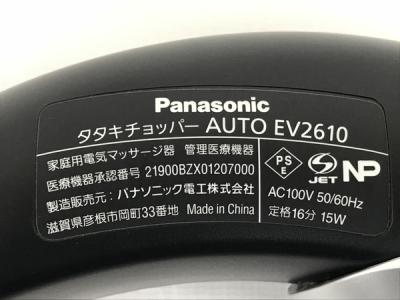 Panasonic
タタキチョッパー AUTO EV2610
家庭用電気マッサージ器 管理医療機器
医療機器承認番号 21900BZX01207000
製造販売元：パナソニック電工株式会社
滋賀県彦根市岡町33番地 Made in China
PS
E
JET
NP
AC100V 50/60Hz
定格16分 15W